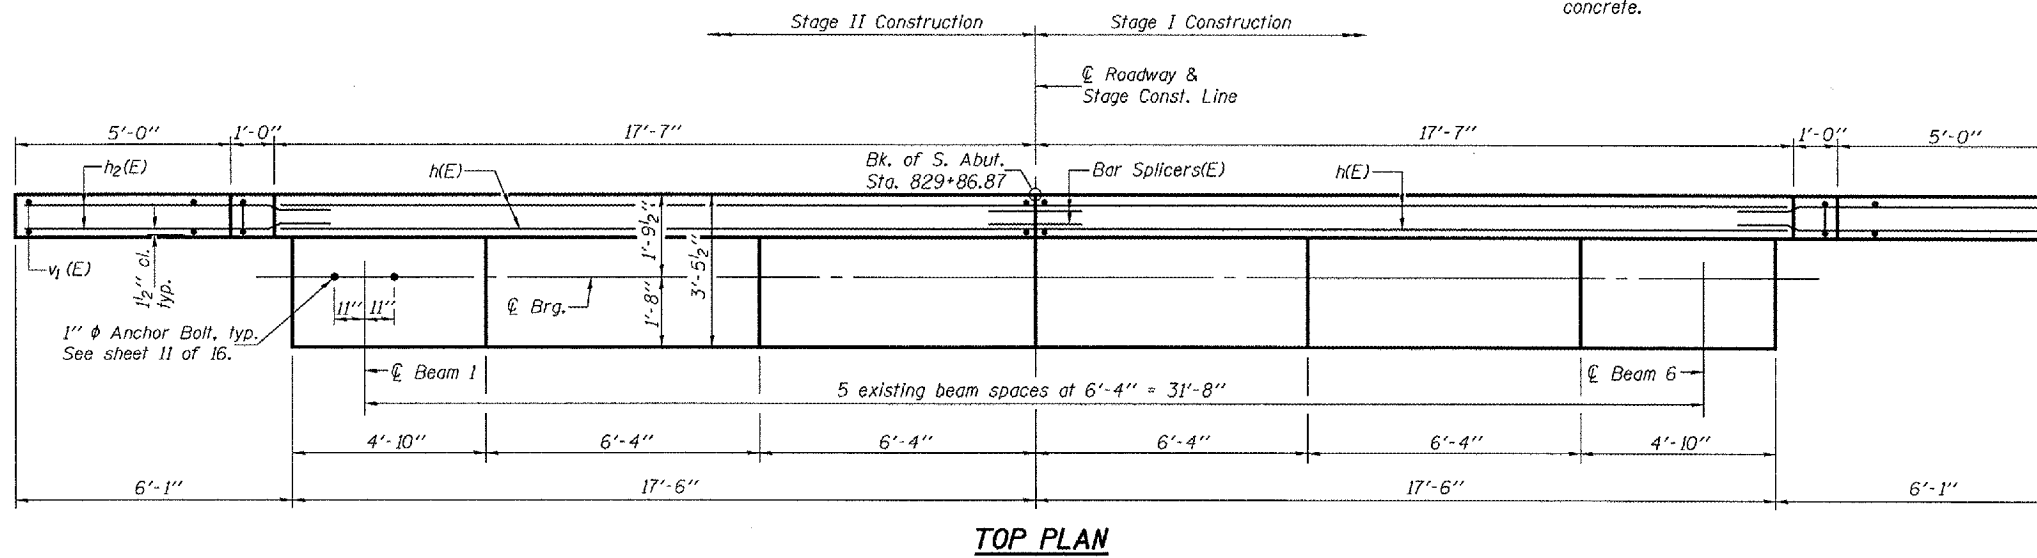 concrete.
Stage II Construction
Stage I Construction
℄ Roadway &
Stage Const. Line
5'-0"
1'-0"
17'-7"
17'-7"
1'-0"
5'-0"
h2(E)
h(E)
Bk. of S. Abut.
Sta. 829+86.87
Bar Splicers(E)
h(E)
v1(E)
1½" cl.
typ.
1'-9½"
3'-5½"
1'-8"
11"
11"
℄ Brg.
1" ϕ Anchor Bolt, typ.
See sheet 11 of 16.
℄ Beam 1
℄ Beam 6
5 existing beam spaces at 6'-4" = 31'-8"
4'-10"
6'-4"
6'-4"
6'-4"
6'-4"
4'-10"
6'-1"
17'-6"
17'-6"
6'-1"
TOP PLAN